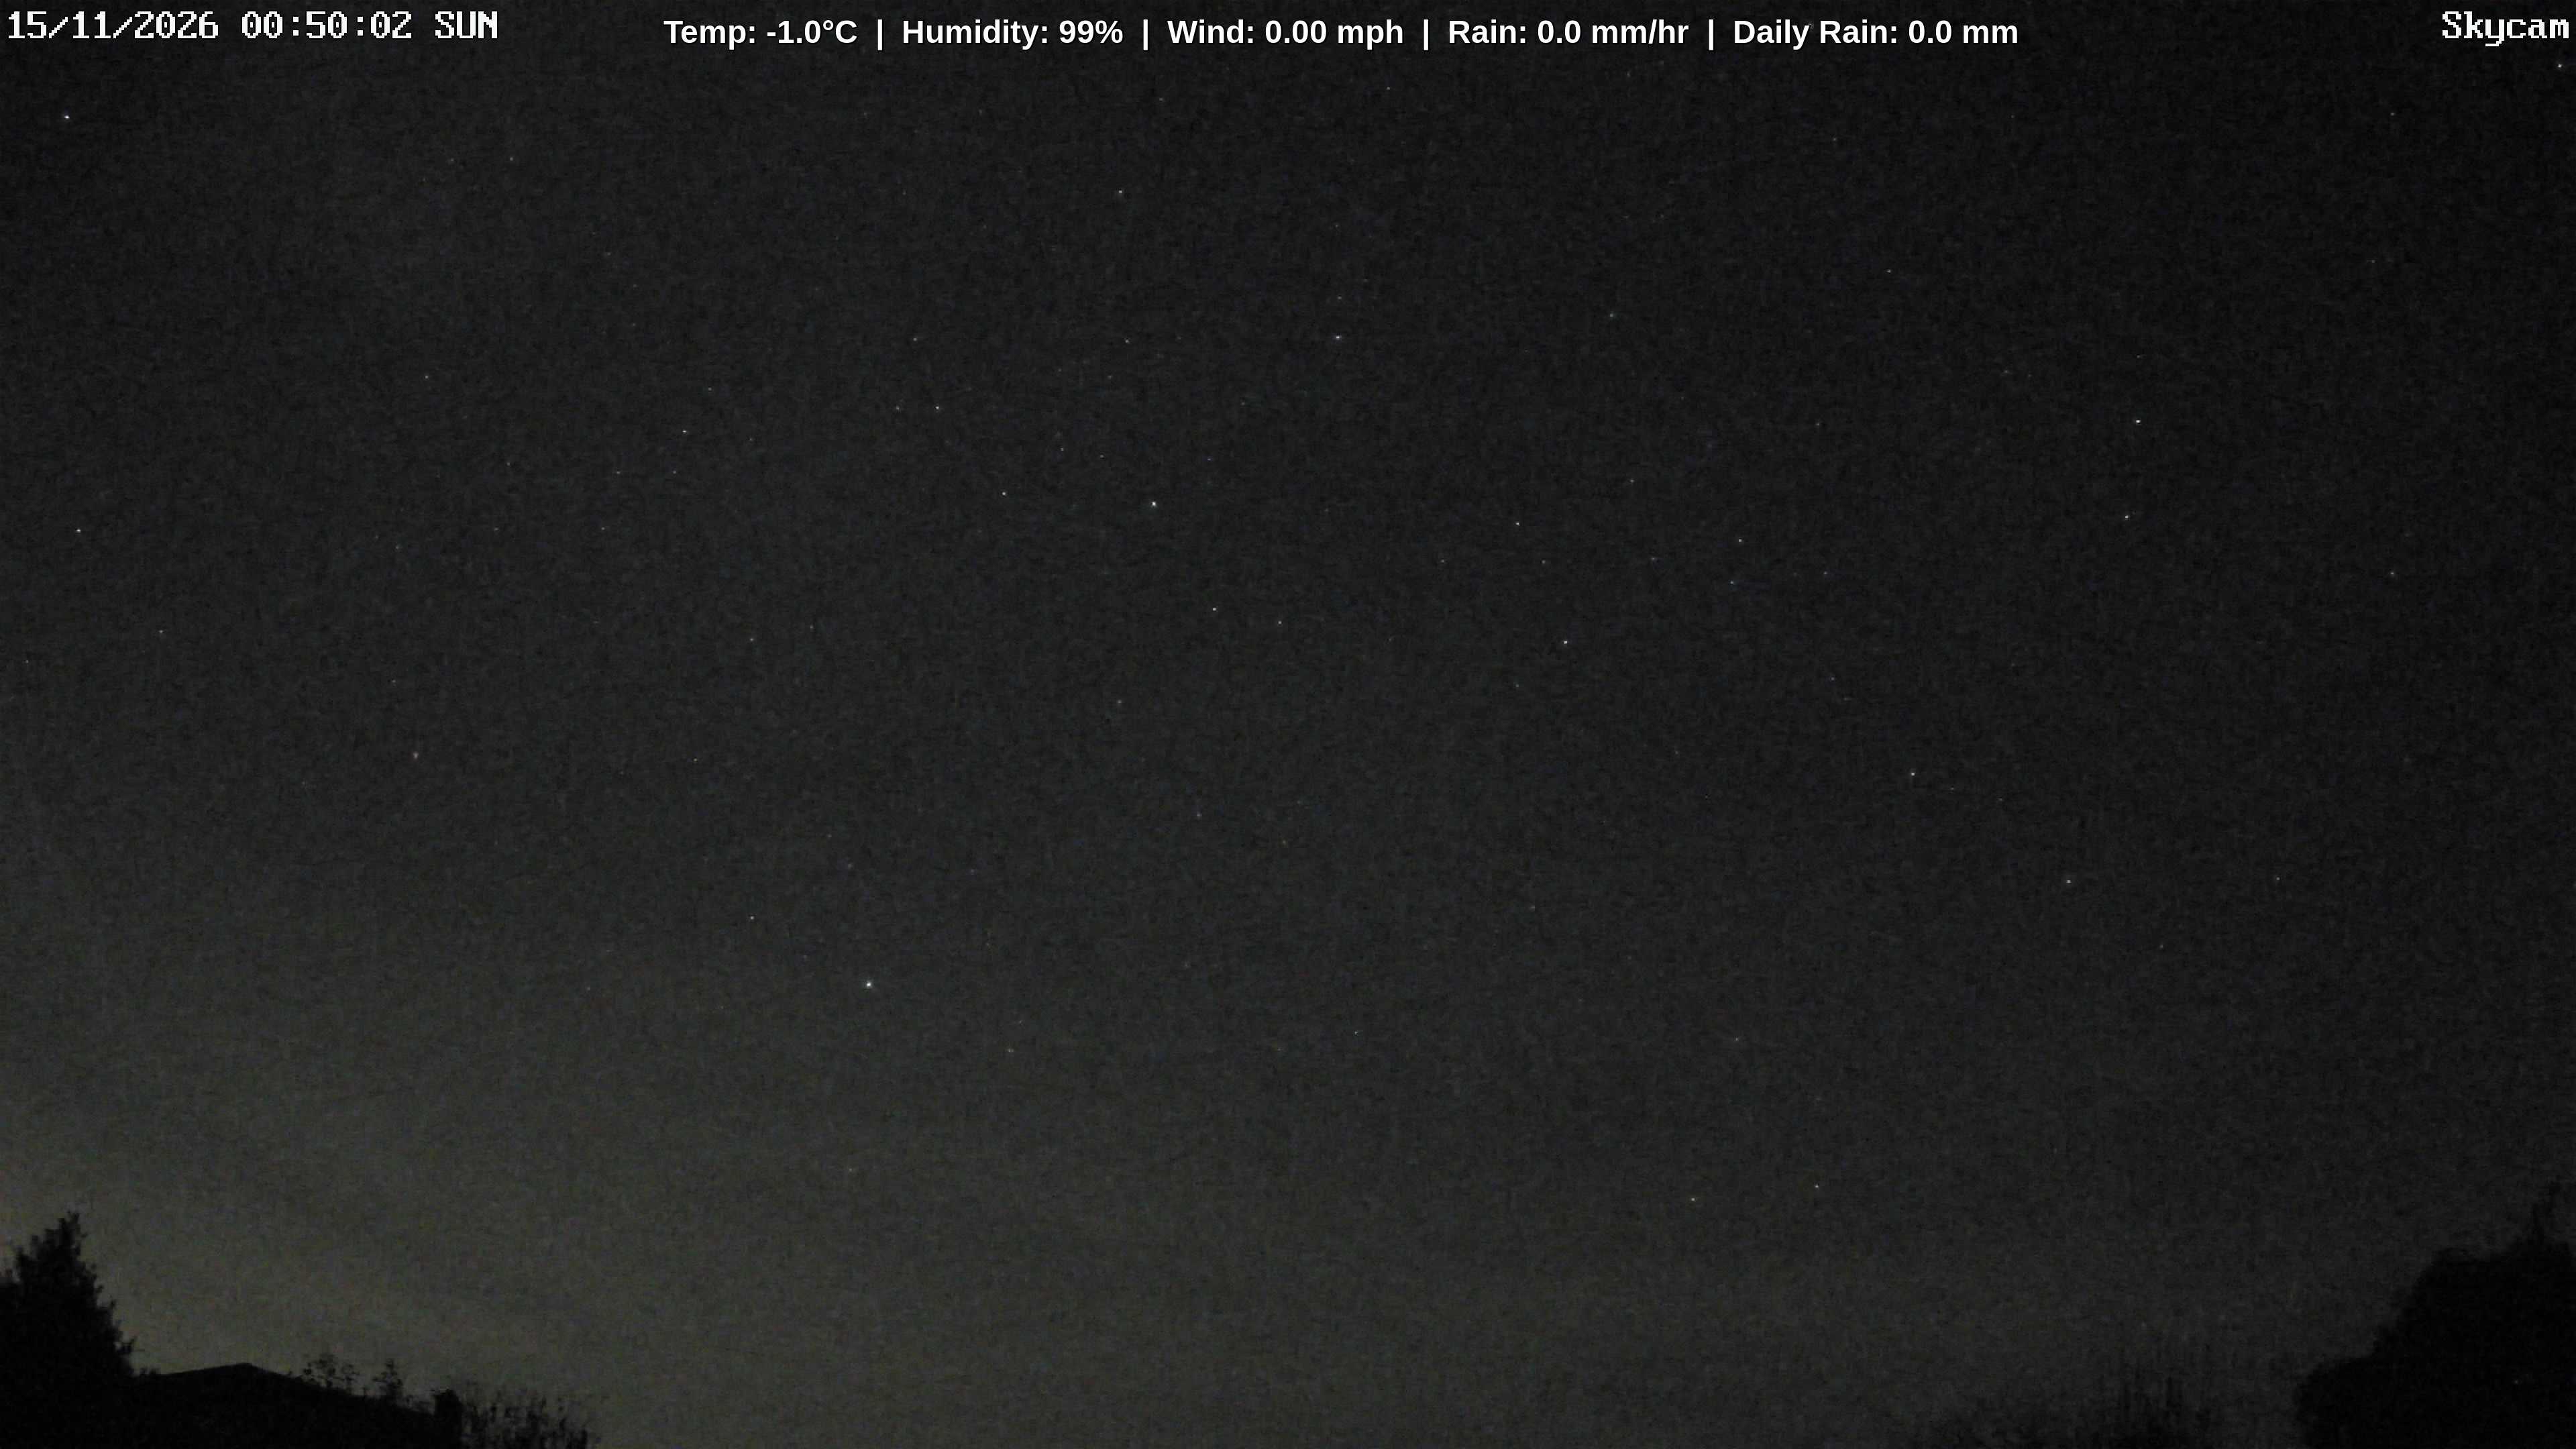 15/11/2026 00:50:02 SUN
Temp: -1.0°C | Humidity: 99% | Wind: 0.00 mph | Rain: 0.0 mm/hr | Daily Rain: 0.0 mm
Skycam